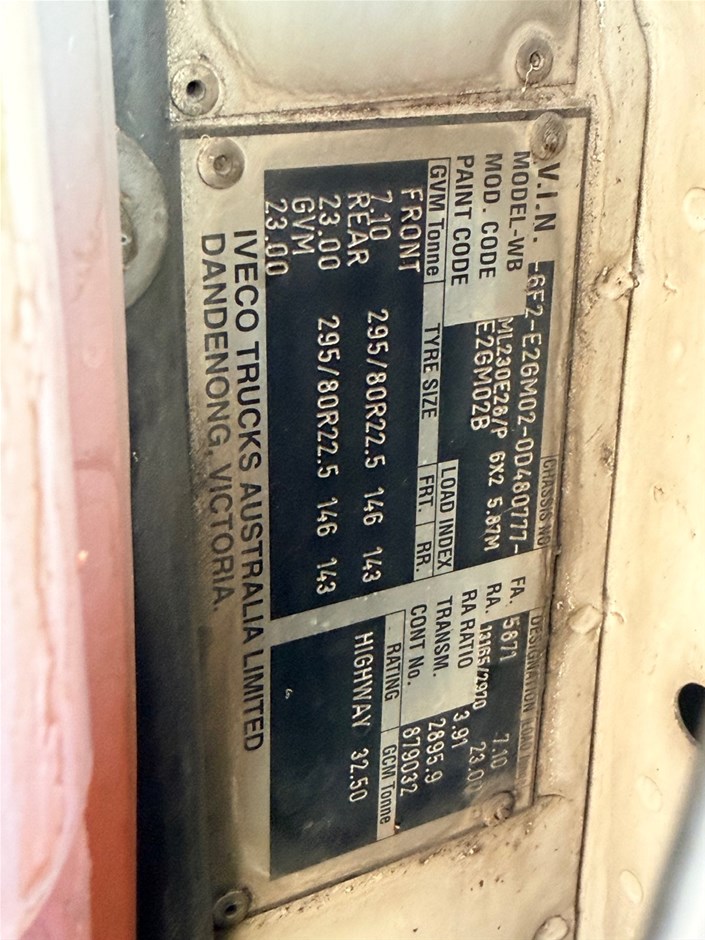 CHASSIS NO
V.I.N. -6F2-E2GM02-0D480777-
MODEL-WB ML230E28/P 6X2 5.87M
MOD. CODE E2GM02B
PAINT CODE
GVM Tonne TYRE SIZE LOAD INDEX
FRT. RR.
FRONT
7.10 295/80R22.5 146 143
REAR
23.00 295/80R22.5 146 143
GVM
23.00
DESIGNATION
FA. 5871 7.10
RA. 13165/2970 23.00
RA RATIO 3.91
TRANSM. 2895.9
CONT No. 879032
RATING GCM Tonne
HIGHWAY 32.50
IVECO TRUCKS AUSTRALIA LIMITED
DANDENONG, VICTORIA.